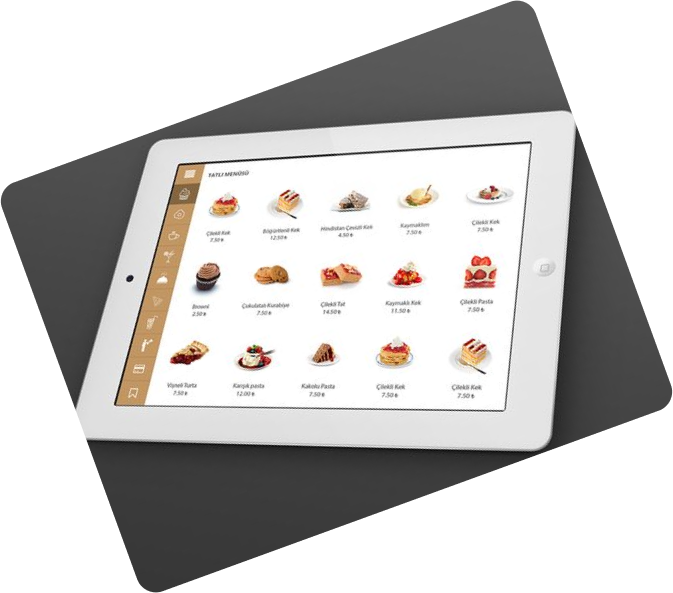 TATLI MENÜSÜ
Çilekli Kek
7.50 ₺
Böğürtlenli Kek
12.50 ₺
Hindistan Cevizli Kek
4.50 ₺
Kaymaklım
7.50 ₺
Çilekli Kek
7.50 ₺
Browni
2.50 ₺
Çukulatalı Kurabiye
7.50 ₺
Çilekli Tat
14.50 ₺
Kaymaklı Kek
11.50 ₺
Çilekli Pasta
7.50 ₺
Vişneli Turta
7.50 ₺
Karışık pasta
12.00 ₺
Kakolu Pasta
7.50 ₺
Çilekli Kek
7.50 ₺
Çilekli Kek
7.50 ₺